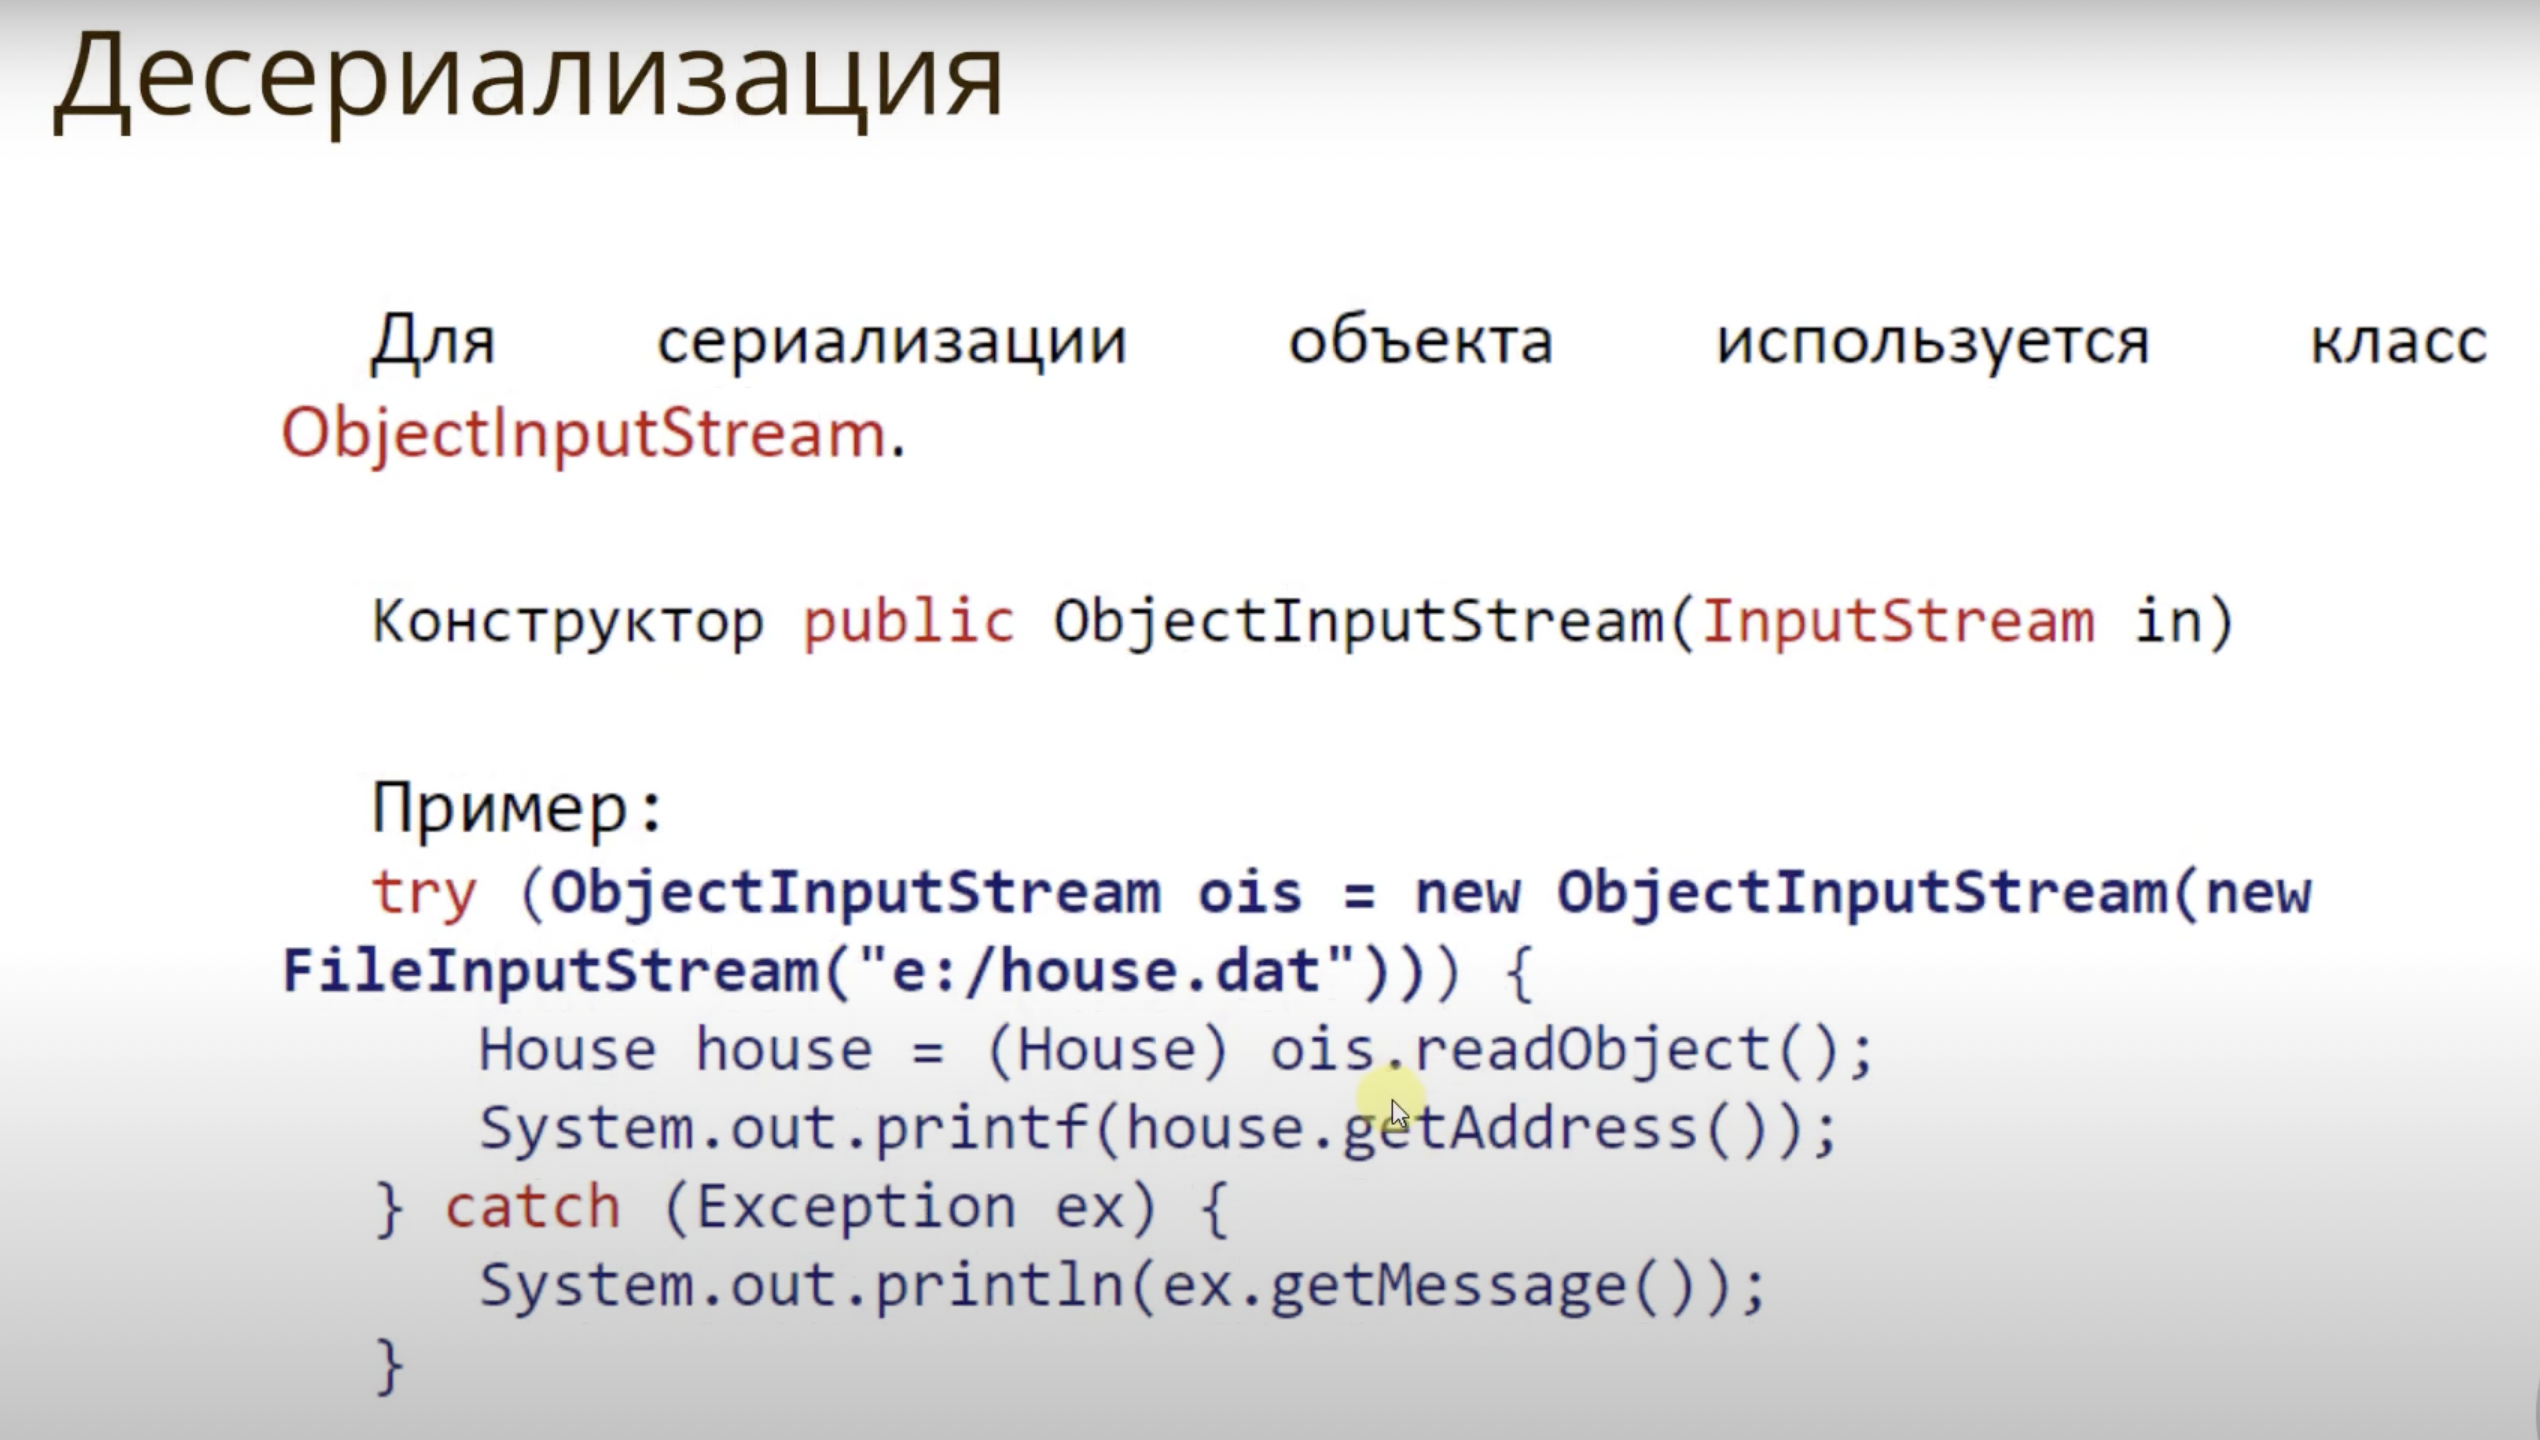 Десериализация
Для сериализации объекта используется класс
ObjectInputStream.
Конструктор public ObjectInputStream(InputStream in)
Пример:
try (ObjectInputStream ois = new ObjectInputStream(new
FileInputStream("e:/house.dat"))) {
House house = (House) ois.readObject();
System.out.printf(house.getAddress());
} catch (Exception ex) {
System.out.println(ex.getMessage());
}